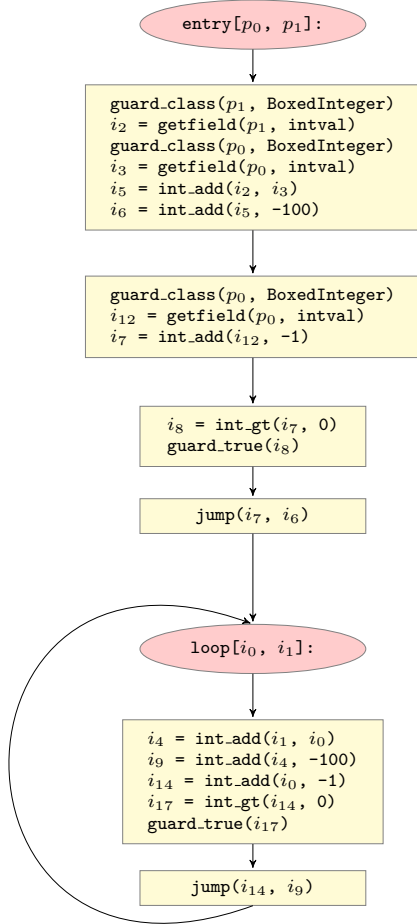 entry[p0, p1]:
guard_class(p1, BoxedInteger)
i2 = getfield(p1, intval)
guard_class(p0, BoxedInteger)
i3 = getfield(p0, intval)
i5 = int_add(i2, i3)
i6 = int_add(i5, -100)
guard_class(p0, BoxedInteger)
i12 = getfield(p0, intval)
i7 = int_add(i12, -1)
i8 = int_gt(i7, 0)
guard_true(i8)
jump(i7, i6)
loop[i0, i1]:
i4 = int_add(i1, i0)
i9 = int_add(i4, -100)
i14 = int_add(i0, -1)
i17 = int_gt(i14, 0)
guard_true(i17)
jump(i14, i9)